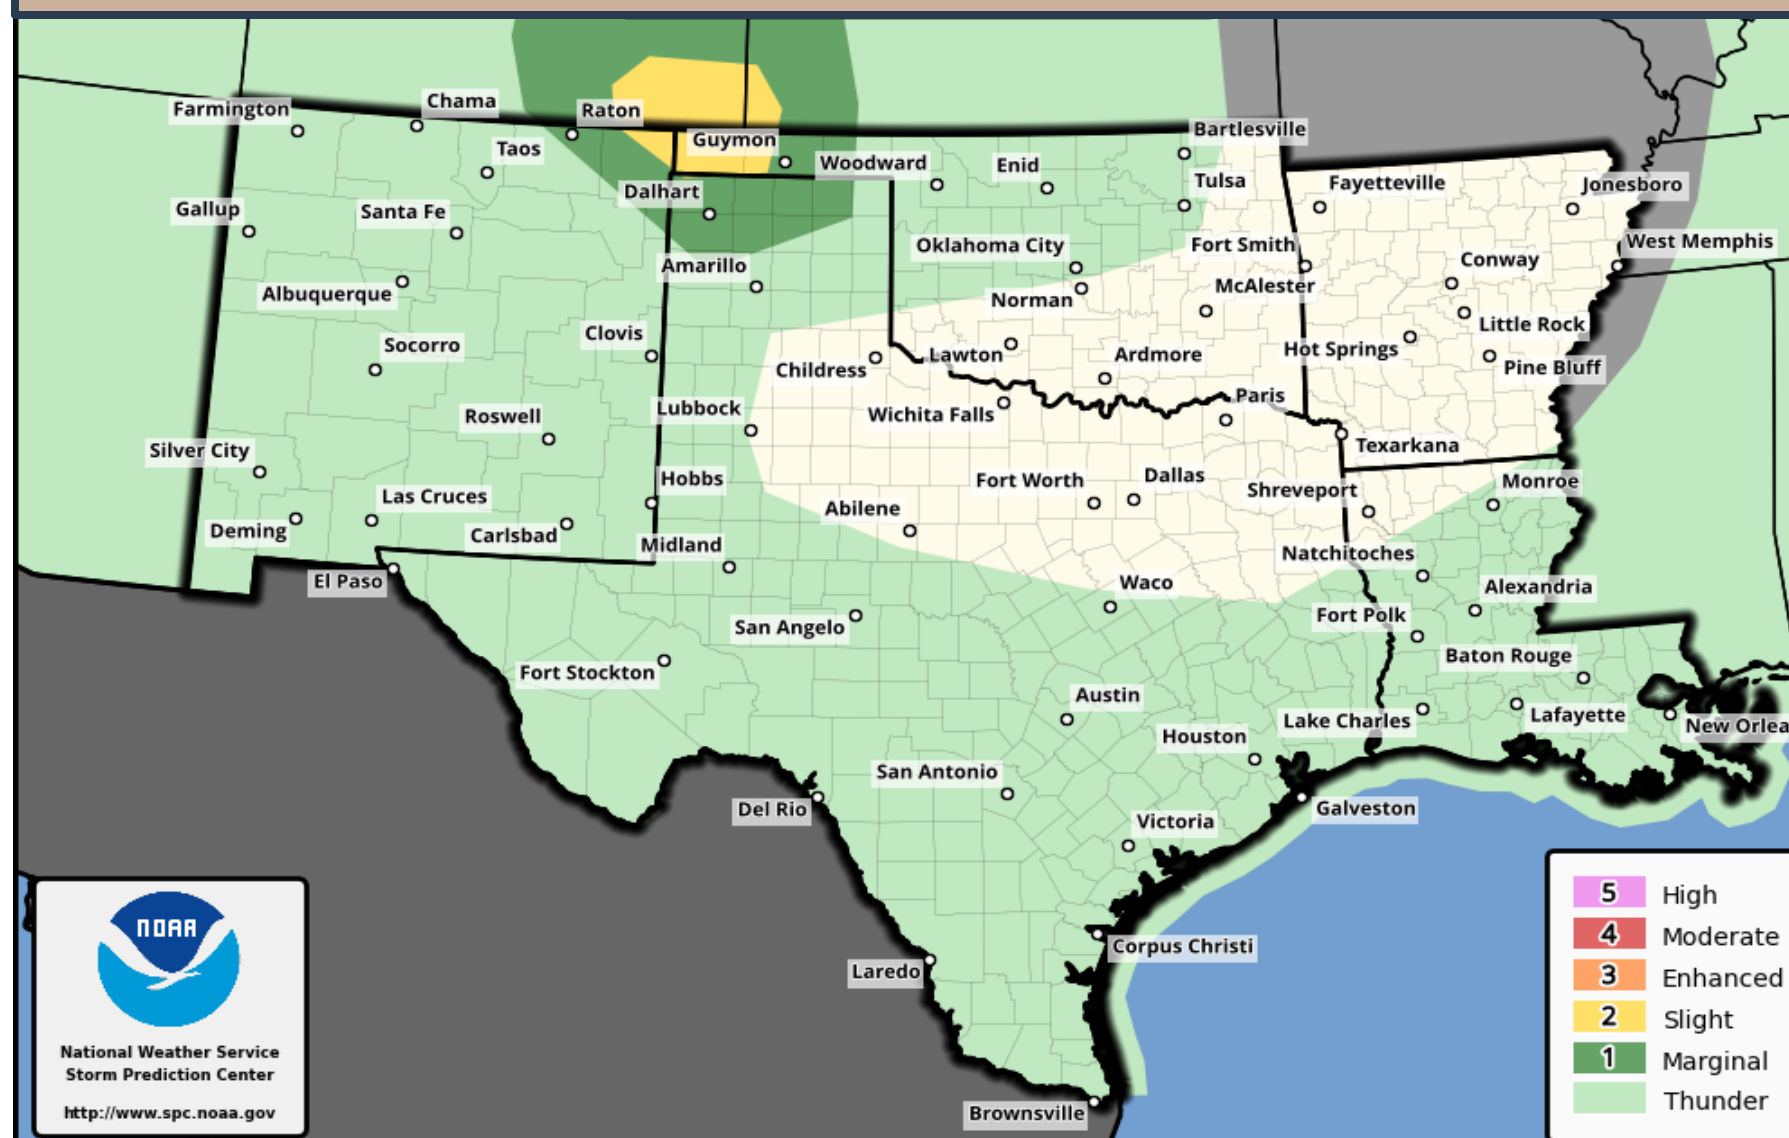 Farmington
Chama
Raton
Guymon
Bartlesville
Taos
Woodward
Enid
Tulsa
Fayetteville
Jonesboro
Dalhart
Gallup
Santa Fe
Oklahoma City
Fort Smith
West Memphis
Conway
Amarillo
Albuquerque
McAlester
Norman
Little Rock
Clovis
Socorro
Lawton
Ardmore
Hot Springs
Childress
Pine Bluff
Paris
Lubbock
Roswell
Wichita Falls
Texarkana
Silver City
Hobbs
Fort Worth
Dallas
Shreveport
Monroe
Las Cruces
Abilene
Deming
Carlsbad
Midland
Natchitoches
El Paso
Waco
Alexandria
San Angelo
Fort Polk
Baton Rouge
Fort Stockton
Austin
Lake Charles
Lafayette
New Orlea
Houston
San Antonio
Del Rio
Galveston
Victoria
Corpus Christi
Laredo
Brownsville
NOAA
National Weather Service
Storm Prediction Center
http://www.spc.noaa.gov
5 High
4 Moderate
3 Enhanced
2 Slight
1 Marginal
Thunder